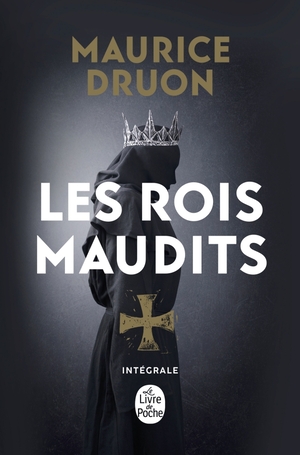 MAURICE
DRUON
LES ROIS
MAUDITS
INTÉGRALE
Le
Livre
de
Poche